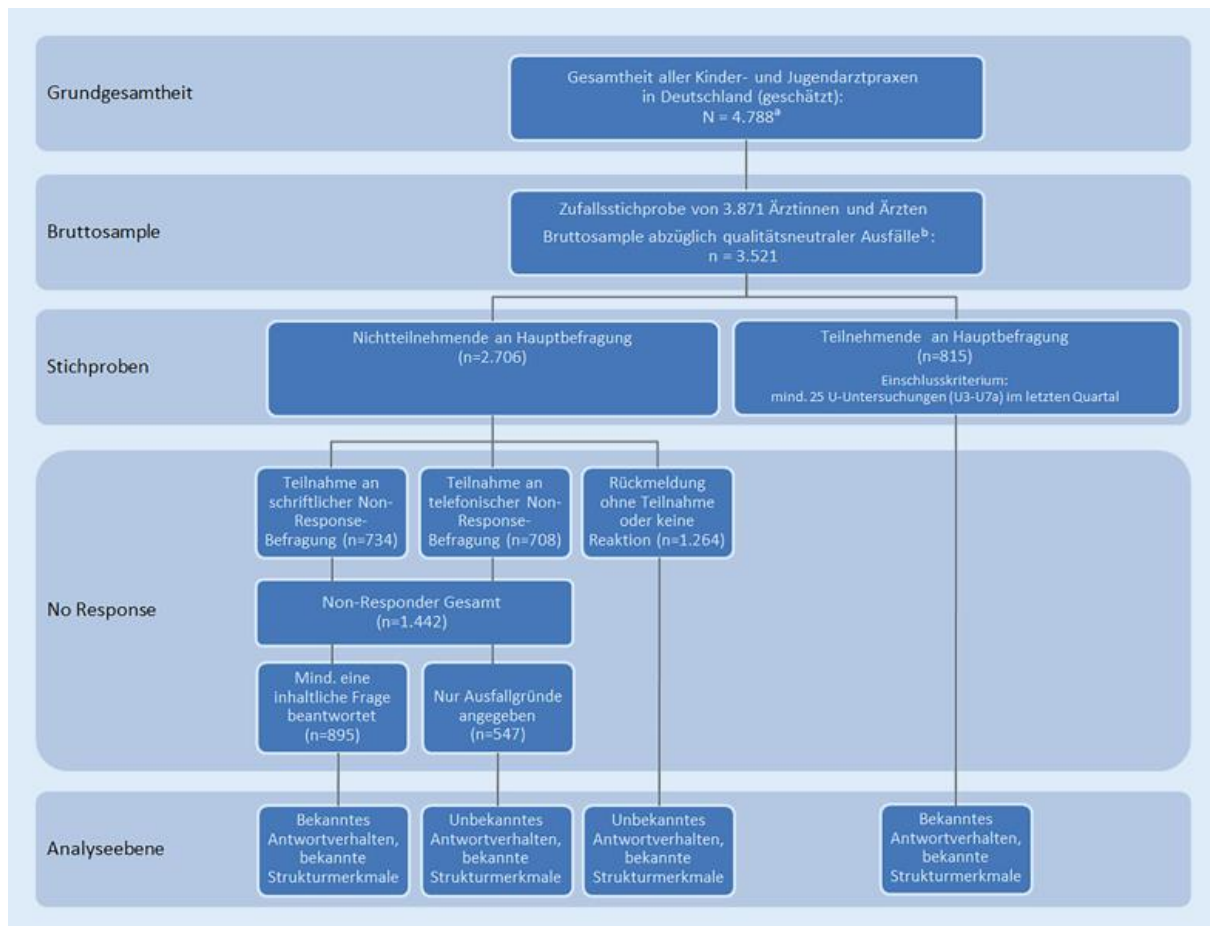 Grundgesamtheit
Gesamtheit aller Kinder- und Jugendarztpraxen
in Deutschland (geschätzt):
N = 4.788ᵃ
Bruttosample
Zufallsstichprobe von 3.871 Ärztinnen und Ärzten
Bruttosample abzüglich qualitätsneutraler Ausfälleᵇ:
n = 3.521
Stichproben
Nichtteilnehmende an Hauptbefragung
(n=2.706)
Teilnehmende an Hauptbefragung
(n=815)
Einschlusskriterium:
mind. 25 U-Untersuchungen (U3-U7a) im letzten Quartal
No Response
Teilnahme an
schriftlicher Non-
Response-
Befragung (n=734)
Teilnahme an
telefonischer Non-
Response-
Befragung (n=708)
Rückmeldung
ohne Teilnahme
oder keine
Reaktion (n=1.264)
Non-Responder Gesamt
(n=1.442)
Mind. eine
inhaltliche Frage
beantwortet
(n=895)
Nur Ausfallgründe
angegeben
(n=547)
Analyseebene
Bekanntes
Antwortverhalten,
bekannte
Strukturmerkmale
Unbekanntes
Antwortverhalten,
bekannte
Strukturmerkmale
Unbekanntes
Antwortverhalten,
bekannte
Strukturmerkmale
Bekanntes
Antwortverhalten,
bekannte
Strukturmerkmale